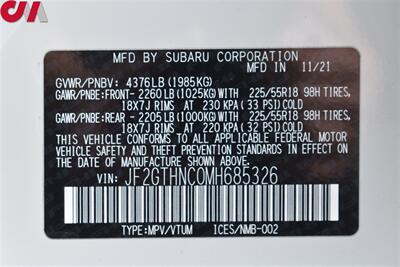 MFD BY SUBARU CORPORATION
MFD IN 11/21
GVWR/PNBV: 4376LB (1985KG)
GAWR/PNBE:FRONT- 2260LB (1025KG)WITH 225/55R18 98H TIRES,
18X7J RIMS AT 230 KPA (33 PSI)COLD
GAWR/PNBE:REAR - 2205LB (1000KG)WITH 225/55R18 98H TIRES,
18X7J RIMS AT 220 KPA (32 PSI)COLD
THIS VEHICLE CONFORMS TO ALL APPLICABLE FEDERAL MOTOR
VEHICLE SAFETY AND THEFT PREVENTION STANDARDS IN EFFECT ON
THE DATE OF MANUFACTURE SHOWN ABOVE.
VIN: JF2GTHNC0MH685326
TYPE:MPV/VTUM ICES/NMB-002